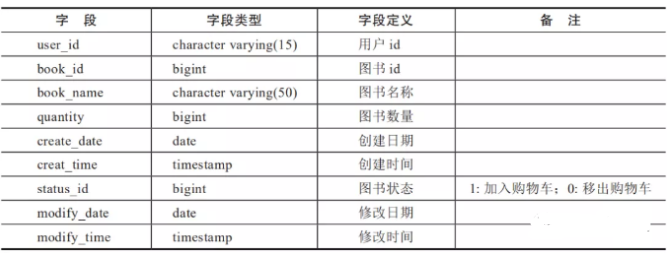 字 段 字段类型 字段定义 备 注
user_id character varying(15) 用户 id
book_id bigint 图书 id
book_name character varying(50) 图书名称
quantity bigint 图书数量
create_date date 创建日期
creat_time timestamp 创建时间
status_id bigint 图书状态 1: 加入购物车；0: 移出购物车
modify_date date 修改日期
modify_time timestamp 修改时间